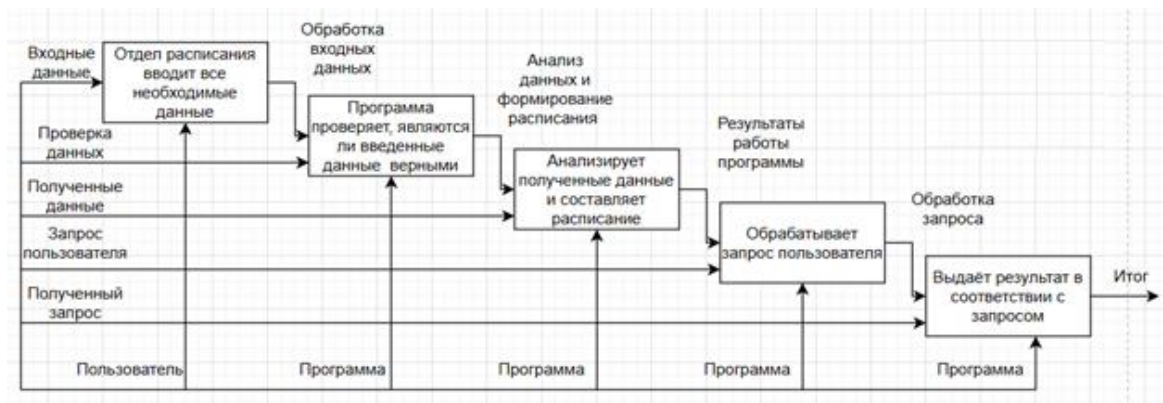 Входные
данные
Отдел расписания
вводит все
необходимые
данные
Обработка
входных
данных
Проверка
данных
Программа
проверяет, являются
ли введенные
данные верными
Анализ
данных и
формирование
расписания
Полученные
данные
Анализирует
полученные данные
и составляет
расписание
Результаты
работы
программы
Запрос
пользователя
Обрабатывает
запрос пользователя
Обработка
запроса
Полученный
запрос
Выдаёт результат в
соответствии с
запросом
Итог
Пользователь
Программа
Программа
Программа
Программа